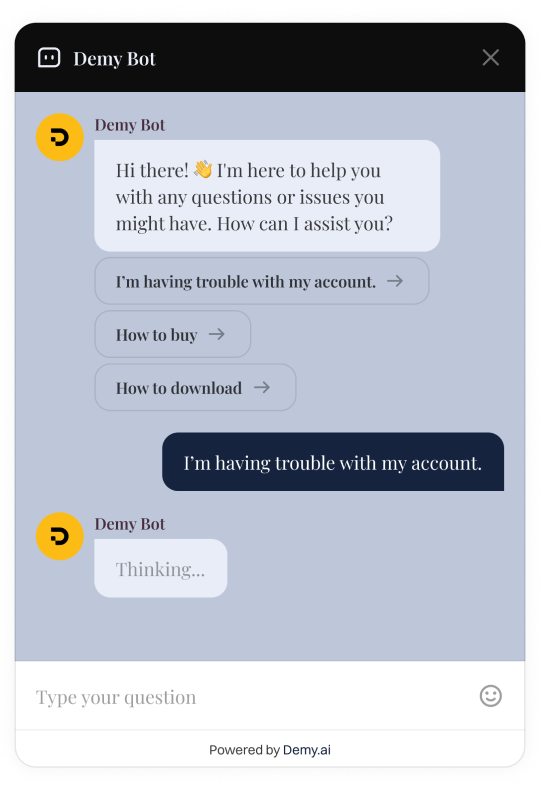 Demy Bot
Demy Bot
Hi there! 👋 I'm here to help you
with any questions or issues you
might have. How can I assist you?
I’m having trouble with my account. →
How to buy →
How to download →
I’m having trouble with my account.
Demy Bot
Thinking...
Type your question
Powered by Demy.ai